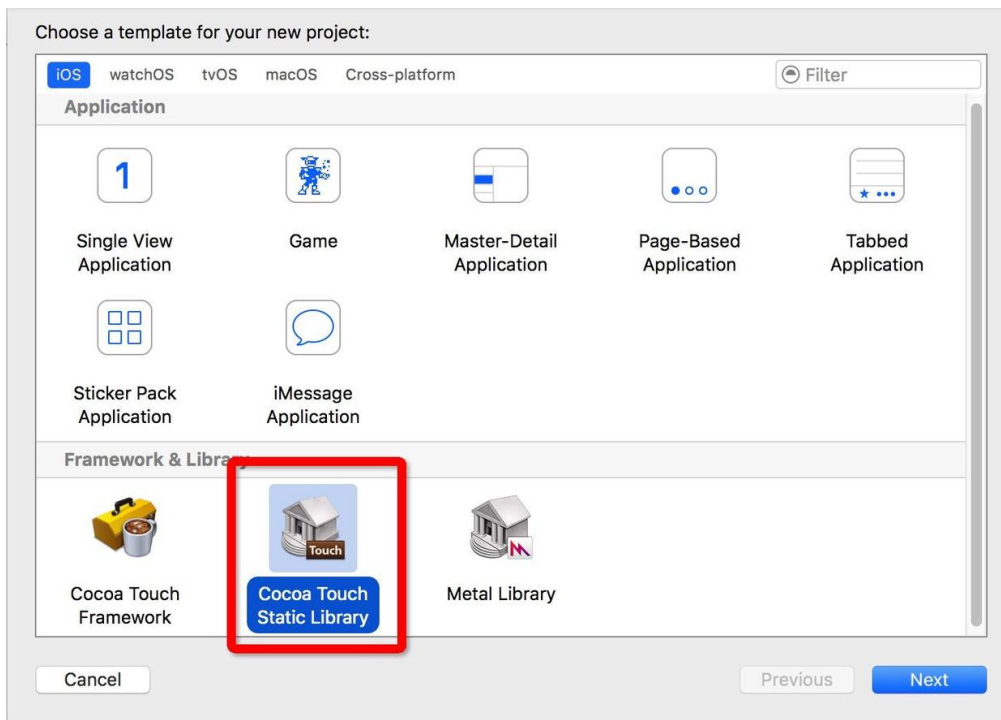 Choose a template for your new project:
iOS watchOS tvOS macOS Cross-platform Filter
Application
1
Single View Application
Game
Master-Detail Application
Page-Based Application
Tabbed Application
Sticker Pack Application
iMessage Application
Framework & Library
Touch
Cocoa Touch Framework
Cocoa Touch Static Library
Metal Library
Cancel Previous Next